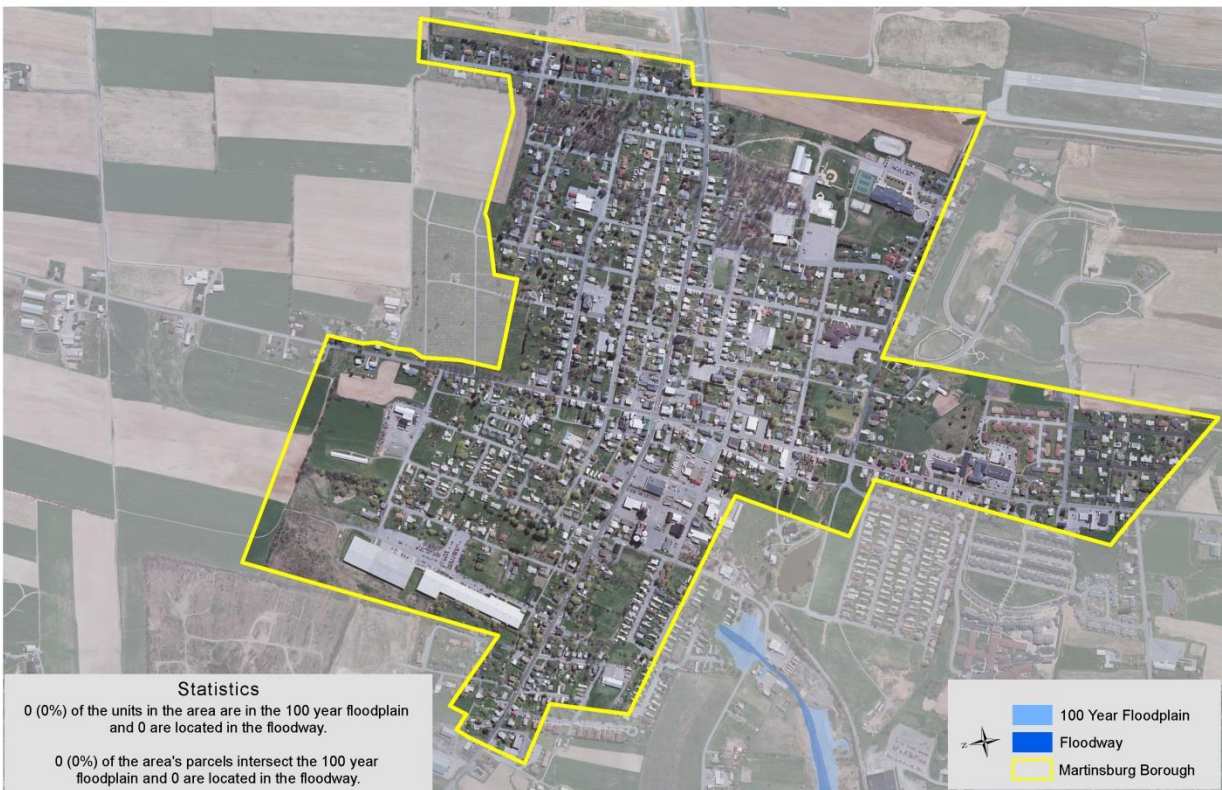 Statistics
0 (0%) of the units in the area are in the 100 year floodplain
and 0 are located in the floodway.
0 (0%) of the area's parcels intersect the 100 year
floodplain and 0 are located in the floodway.
100 Year Floodplain
Floodway
Martinsburg Borough
N